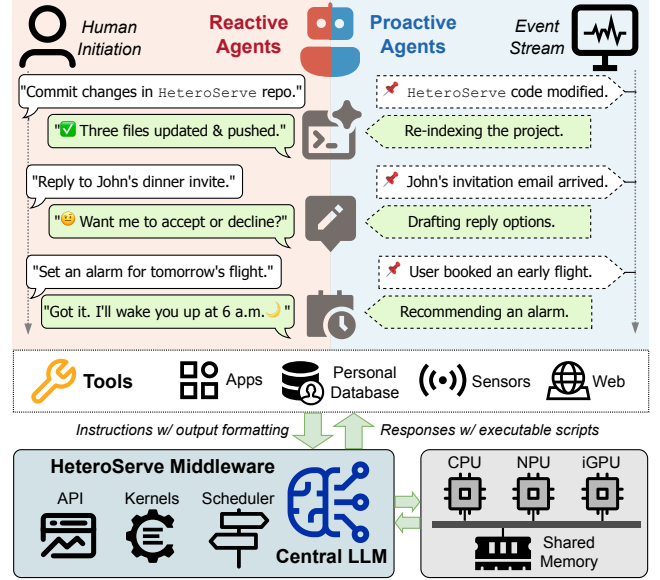 Human
Initiation
Reactive
Agents
Proactive
Agents
Event
Stream
"Commit changes in HeteroServe repo."
HeteroServe code modified.
"✅ Three files updated & pushed."
Re-indexing the project.
"Reply to John's dinner invite."
John's invitation email arrived.
"😐 Want me to accept or decline?"
Drafting reply options.
"Set an alarm for tomorrow's flight."
User booked an early flight.
"Got it. I'll wake you up at 6 a.m.🌙 "
Recommending an alarm.
Tools
Apps
Personal
Database
Sensors
Web
Instructions w/ output formatting
Responses w/ executable scripts
HeteroServe Middleware
API
Kernels
Scheduler
Central LLM
CPU
NPU
iGPU
Shared
Memory